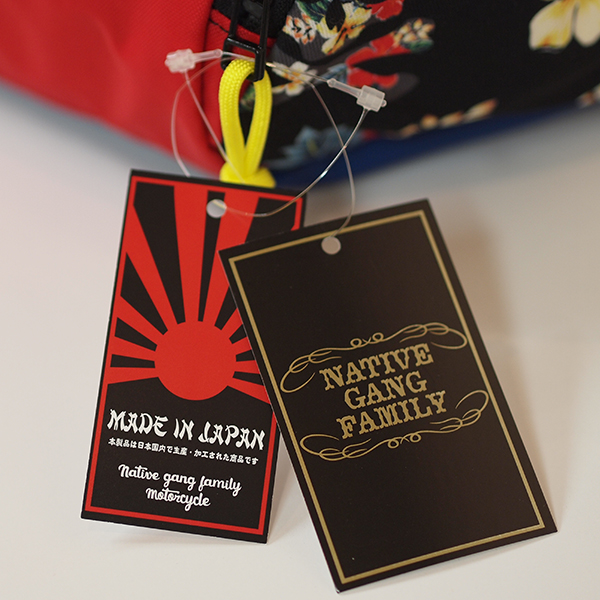 MADE IN JAPAN
本製品は日本国内で生産・加工された商品です
Native gang family
Motorcycle
NATIVE
GANG
FAMILY